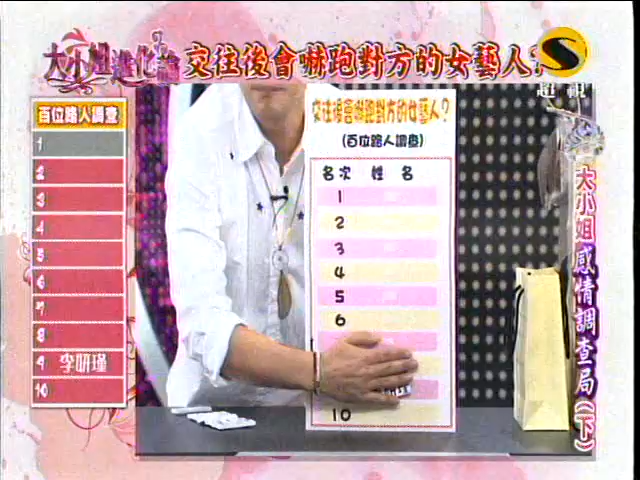 大小姐進化論
交往後會嚇跑對方的女藝人?
超視
百位路人調查
1
2
3
4
5
6
7
8
9 李妍瑾
10
交往後會嚇跑對方的女藝人?
(百位路人調查)
名次 姓名
1
2
3
4
5
6
10
大小姐感情調查局(下)